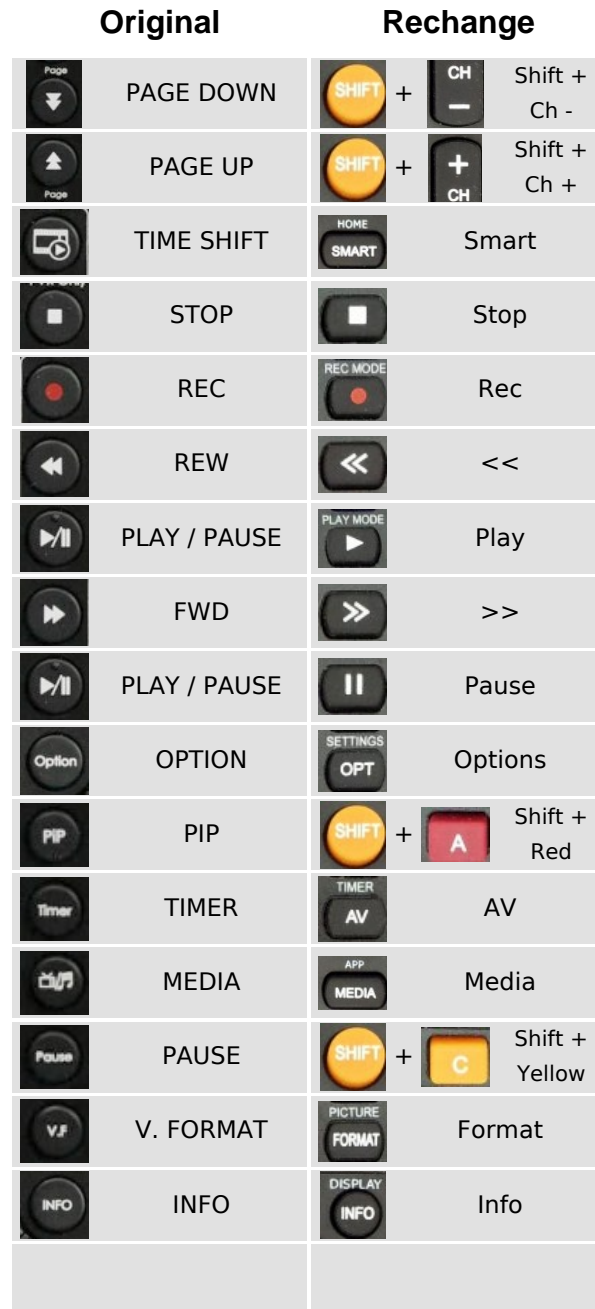 Original Rechange
Page
PAGE DOWN SHIFT + CH Shift +
Ch -
PAGE UP SHIFT + + CH Shift +
Page
Ch +
TIME SHIFT HOME SMART Smart
STOP Stop
REC REC MODE Rec
REW <<
PLAY / PAUSE PLAY MODE Play
FWD >>
PLAY / PAUSE Pause
Option OPTION SETTINGS OPT Options
PIP PIP SHIFT + A Shift +
Red
Timer TIMER TIMER AV AV
MEDIA APP MEDIA Media
Pause PAUSE SHIFT + C Shift +
Yellow
V.F V. FORMAT PICTURE FORMAT Format
INFO INFO DISPLAY INFO Info